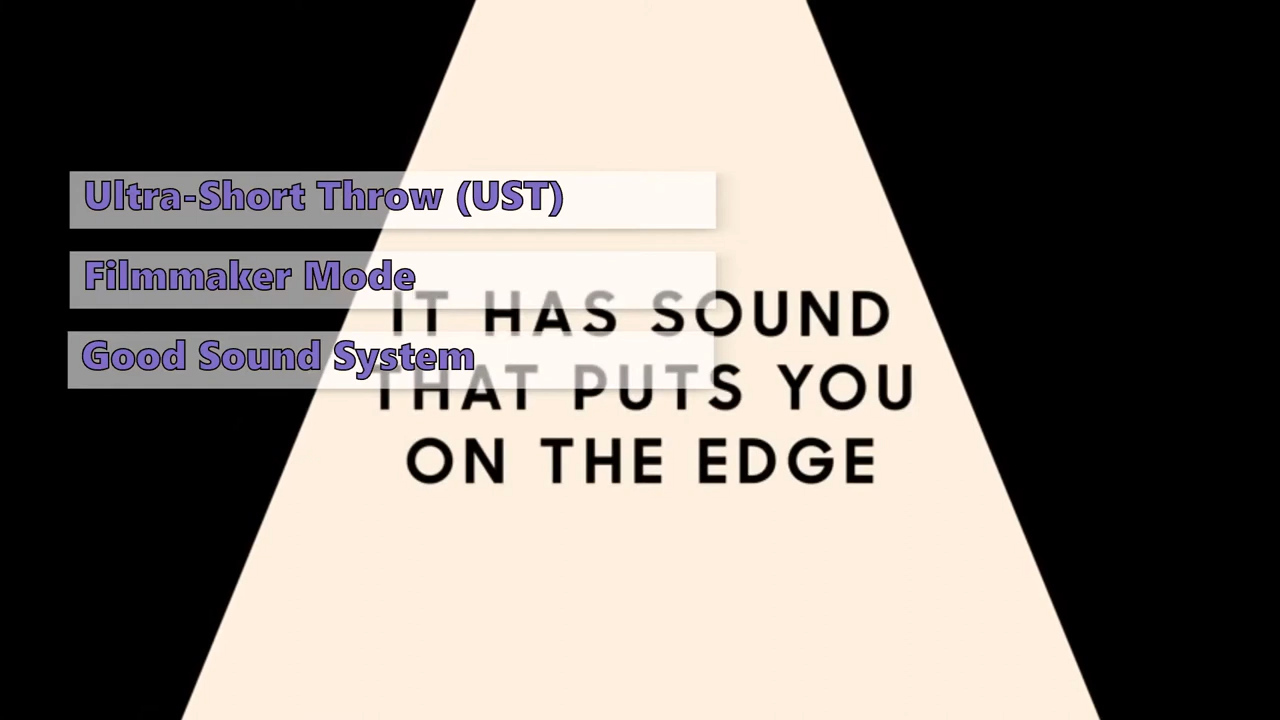 Ultra-Short Throw (UST)
Filmmaker Mode
Good Sound System
IT HAS SOUND
THAT PUTS YOU
ON THE EDGE